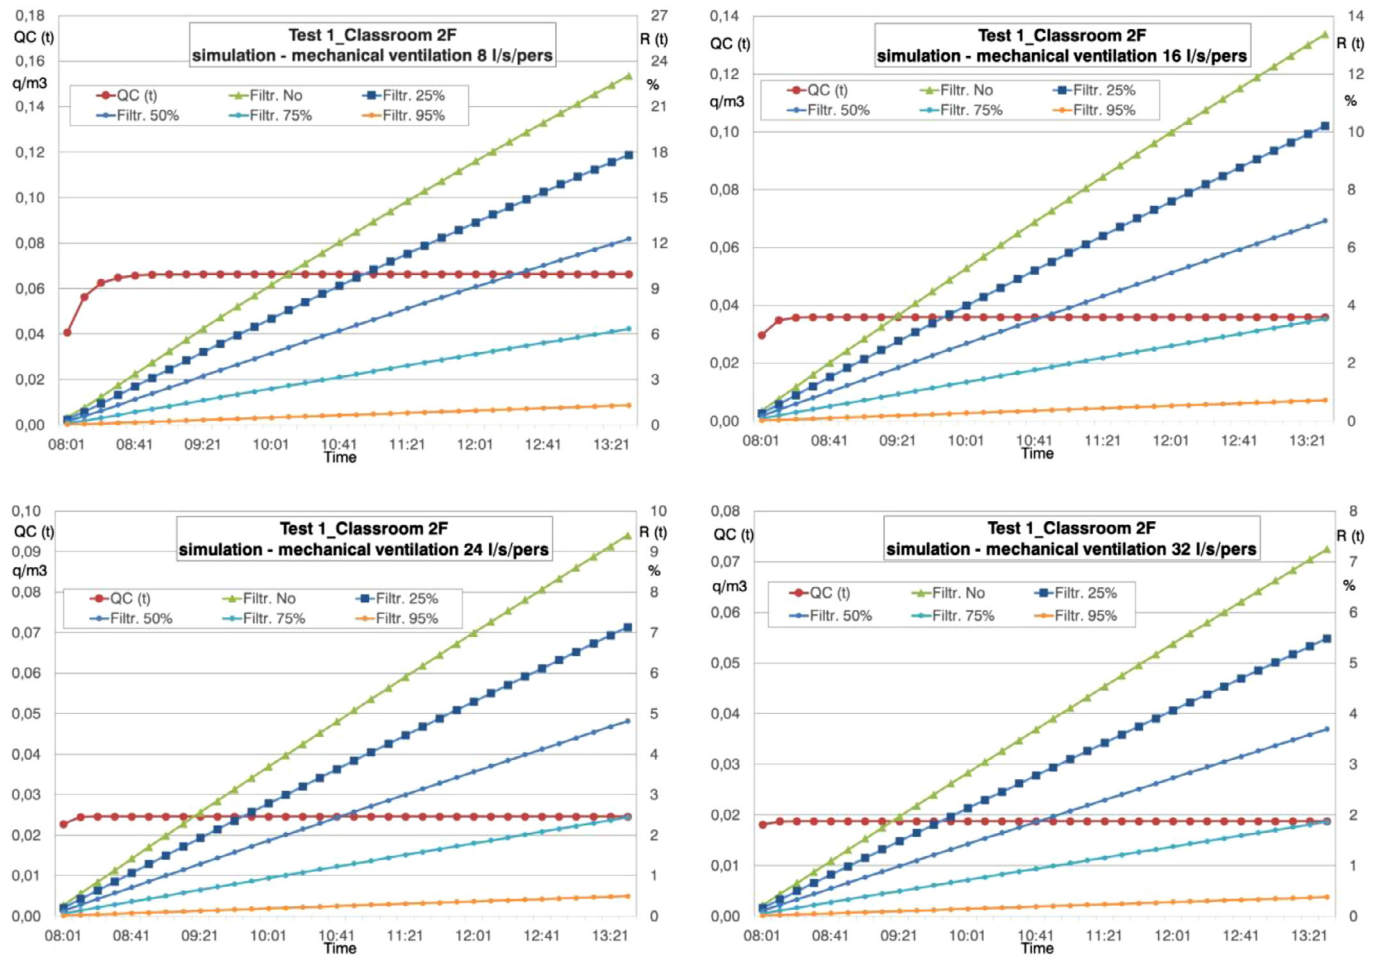 Test 1_Classroom 2F
simulation - mechanical ventilation 8 l/s/pers
QC (t)
q/m3
R (t)
%
QC (t) Filtr. No Filtr. 25%
Filtr. 50% Filtr. 75% Filtr. 95%
0,18 27
0,16 24
0,14 21
0,12 18
0,10 15
0,08 12
0,06 9
0,04 6
0,02 3
0,00 0
08:01 08:41 09:21 10:01 10:41 11:21 12:01 12:41 13:21
Time
Test 1_Classroom 2F
simulation - mechanical ventilation 16 l/s/pers
QC (t)
q/m3
R (t)
%
QC (t) Filtr. No Filtr. 25%
Filtr. 50% Filtr. 75% Filtr. 95%
0,14 14
0,12 12
0,10 10
0,08 8
0,06 6
0,04 4
0,02 2
0,00 0
08:01 08:41 09:21 10:01 10:41 11:21 12:01 12:41 13:21
Time
Test 1_Classroom 2F
simulation - mechanical ventilation 24 l/s/pers
QC (t)
q/m3
R (t)
%
QC (t) Filtr. No Filtr. 25%
Filtr. 50% Filtr. 75% Filtr. 95%
0,10 10
0,09 9
0,08 8
0,07 7
0,06 6
0,05 5
0,04 4
0,03 3
0,02 2
0,01 1
0,00 0
08:01 08:41 09:21 10:01 10:41 11:21 12:01 12:41 13:21
Time
Test 1_Classroom 2F
simulation - mechanical ventilation 32 l/s/pers
QC (t)
q/m3
R (t)
%
QC (t) Filtr. No Filtr. 25%
Filtr. 50% Filtr. 75% Filtr. 95%
0,08 8
0,07 7
0,06 6
0,05 5
0,04 4
0,03 3
0,02 2
0,01 1
0,00 0
08:01 08:41 09:21 10:01 10:41 11:21 12:01 12:41 13:21
Time